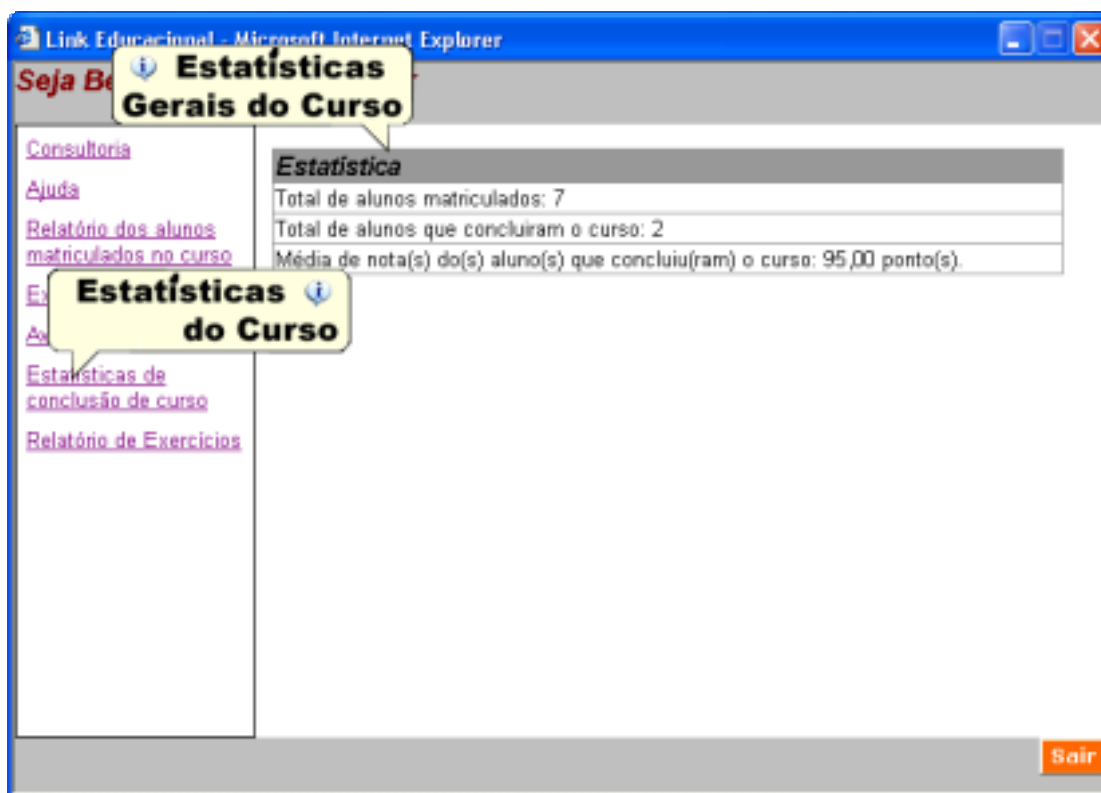 Link Educacional - Microsoft Internet Explorer
Estatísticas
Gerais do Curso
Seja
Consultoria
Ajuda
Relatório dos alunos
matriculados no curso
Estatísticas
do Curso
Estatísticas de
conclusão de curso
Relatório de Exercícios
Estatística
Total de alunos matriculados: 7
Total de alunos que concluiram o curso: 2
Média de nota(s) do(s) aluno(s) que concluiu(ram) o curso: 95,00 ponto(s).
Sair